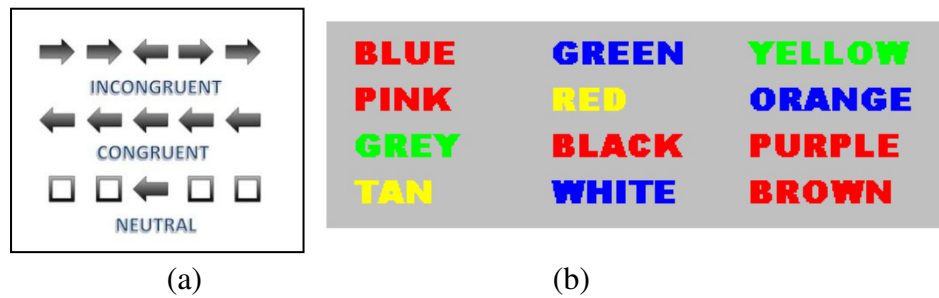 INCONGRUENT
CONGRUENT
NEUTRAL
BLUE GREEN YELLOW
PINK RED ORANGE
GREY BLACK PURPLE
TAN WHITE BROWN
(a) (b)